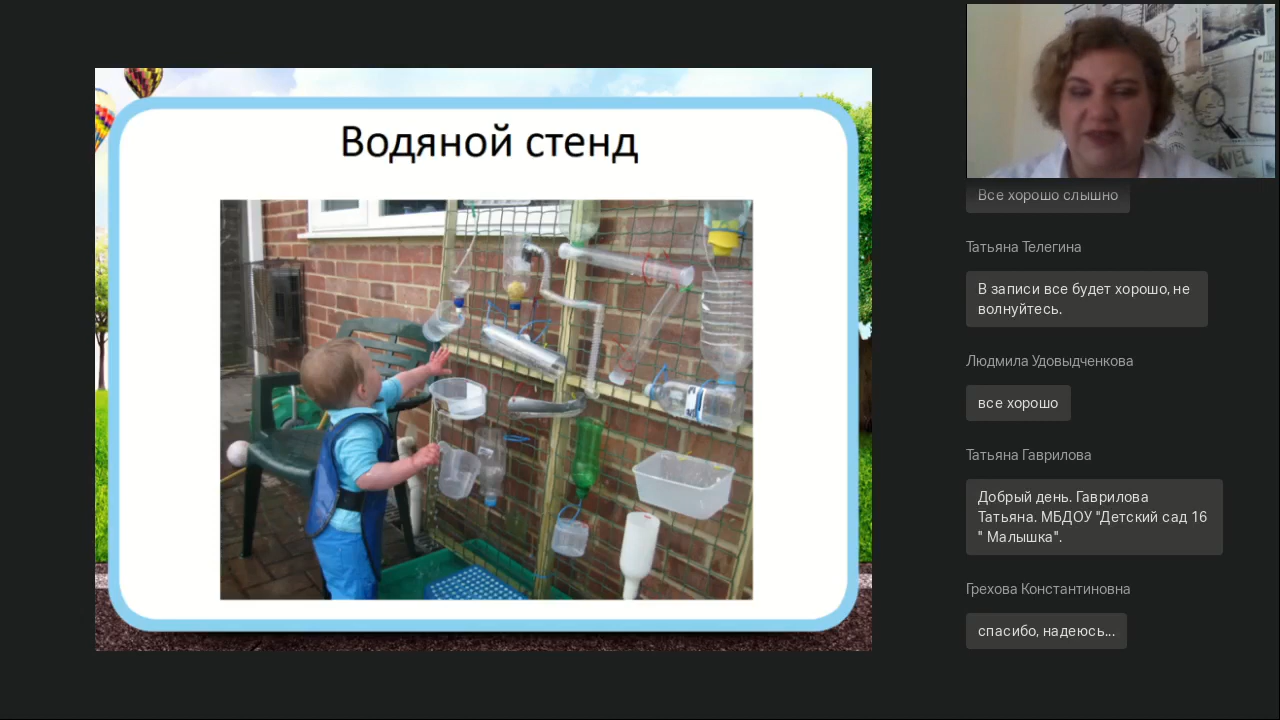 Водяной стенд
TRAVEL
Все хорошо слышно
Татьяна Телегина
В записи все будет хорошо, не
волнуйтесь.
Людмила Удовыдченкова
все хорошо
Татьяна Гаврилова
Добрый день. Гаврилова
Татьяна. МБДОУ "Детский сад 16
" Малышка".
Грехова Константиновна
спасибо, надеюсь...